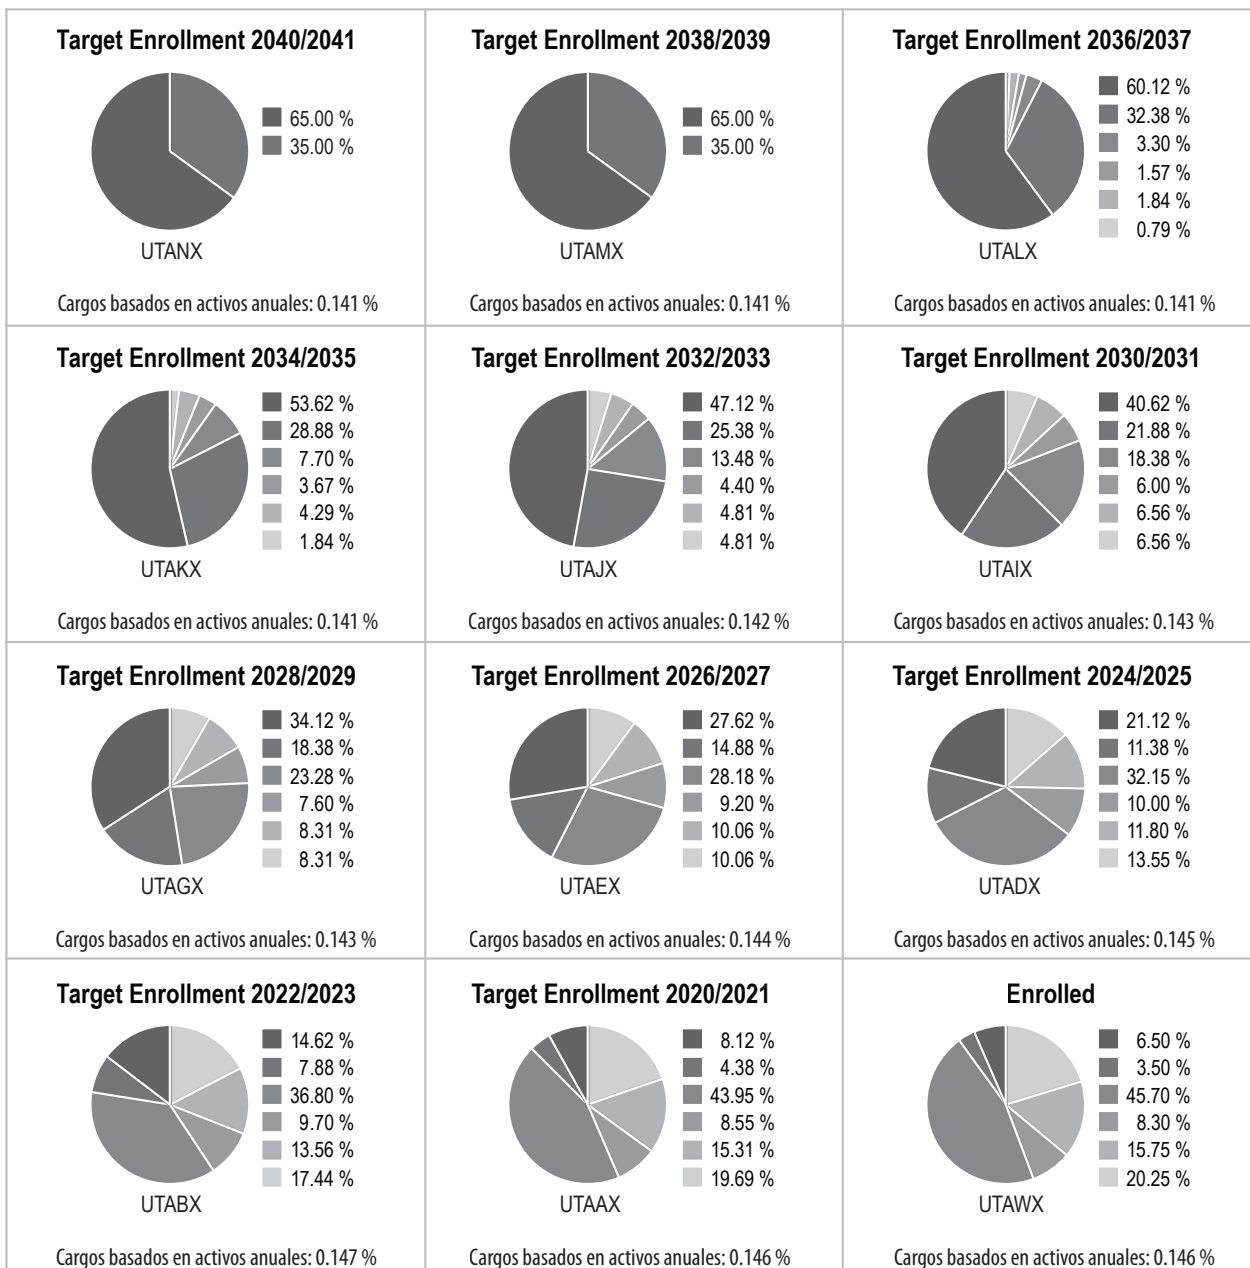 Target Enrollment 2040/2041
65.00 %
35.00 %
UTANX
Cargos basados en activos anuales: 0.141 %
Target Enrollment 2038/2039
65.00 %
35.00 %
UTAMX
Cargos basados en activos anuales: 0.141 %
Target Enrollment 2036/2037
60.12 %
32.38 %
3.30 %
1.57 %
1.84 %
0.79 %
UTALX
Cargos basados en activos anuales: 0.141 %
Target Enrollment 2034/2035
53.62 %
28.88 %
7.70 %
3.67 %
4.29 %
1.84 %
UTAKX
Cargos basados en activos anuales: 0.141 %
Target Enrollment 2032/2033
47.12 %
25.38 %
13.48 %
4.40 %
4.81 %
4.81 %
UTAJX
Cargos basados en activos anuales: 0.142 %
Target Enrollment 2030/2031
40.62 %
21.88 %
18.38 %
6.00 %
6.56 %
6.56 %
UTAIX
Cargos basados en activos anuales: 0.143 %
Target Enrollment 2028/2029
34.12 %
18.38 %
23.28 %
7.60 %
8.31 %
8.31 %
UTAGX
Cargos basados en activos anuales: 0.143 %
Target Enrollment 2026/2027
27.62 %
14.88 %
28.18 %
9.20 %
10.06 %
10.06 %
UTAEX
Cargos basados en activos anuales: 0.144 %
Target Enrollment 2024/2025
21.12 %
11.38 %
32.15 %
10.00 %
11.80 %
13.55 %
UTADX
Cargos basados en activos anuales: 0.145 %
Target Enrollment 2022/2023
14.62 %
7.88 %
36.80 %
9.70 %
13.56 %
17.44 %
UTABX
Cargos basados en activos anuales: 0.147 %
Target Enrollment 2020/2021
8.12 %
4.38 %
43.95 %
8.55 %
15.31 %
19.69 %
UTAAX
Cargos basados en activos anuales: 0.146 %
Enrolled
6.50 %
3.50 %
45.70 %
8.30 %
15.75 %
20.25 %
UTAWX
Cargos basados en activos anuales: 0.146 %